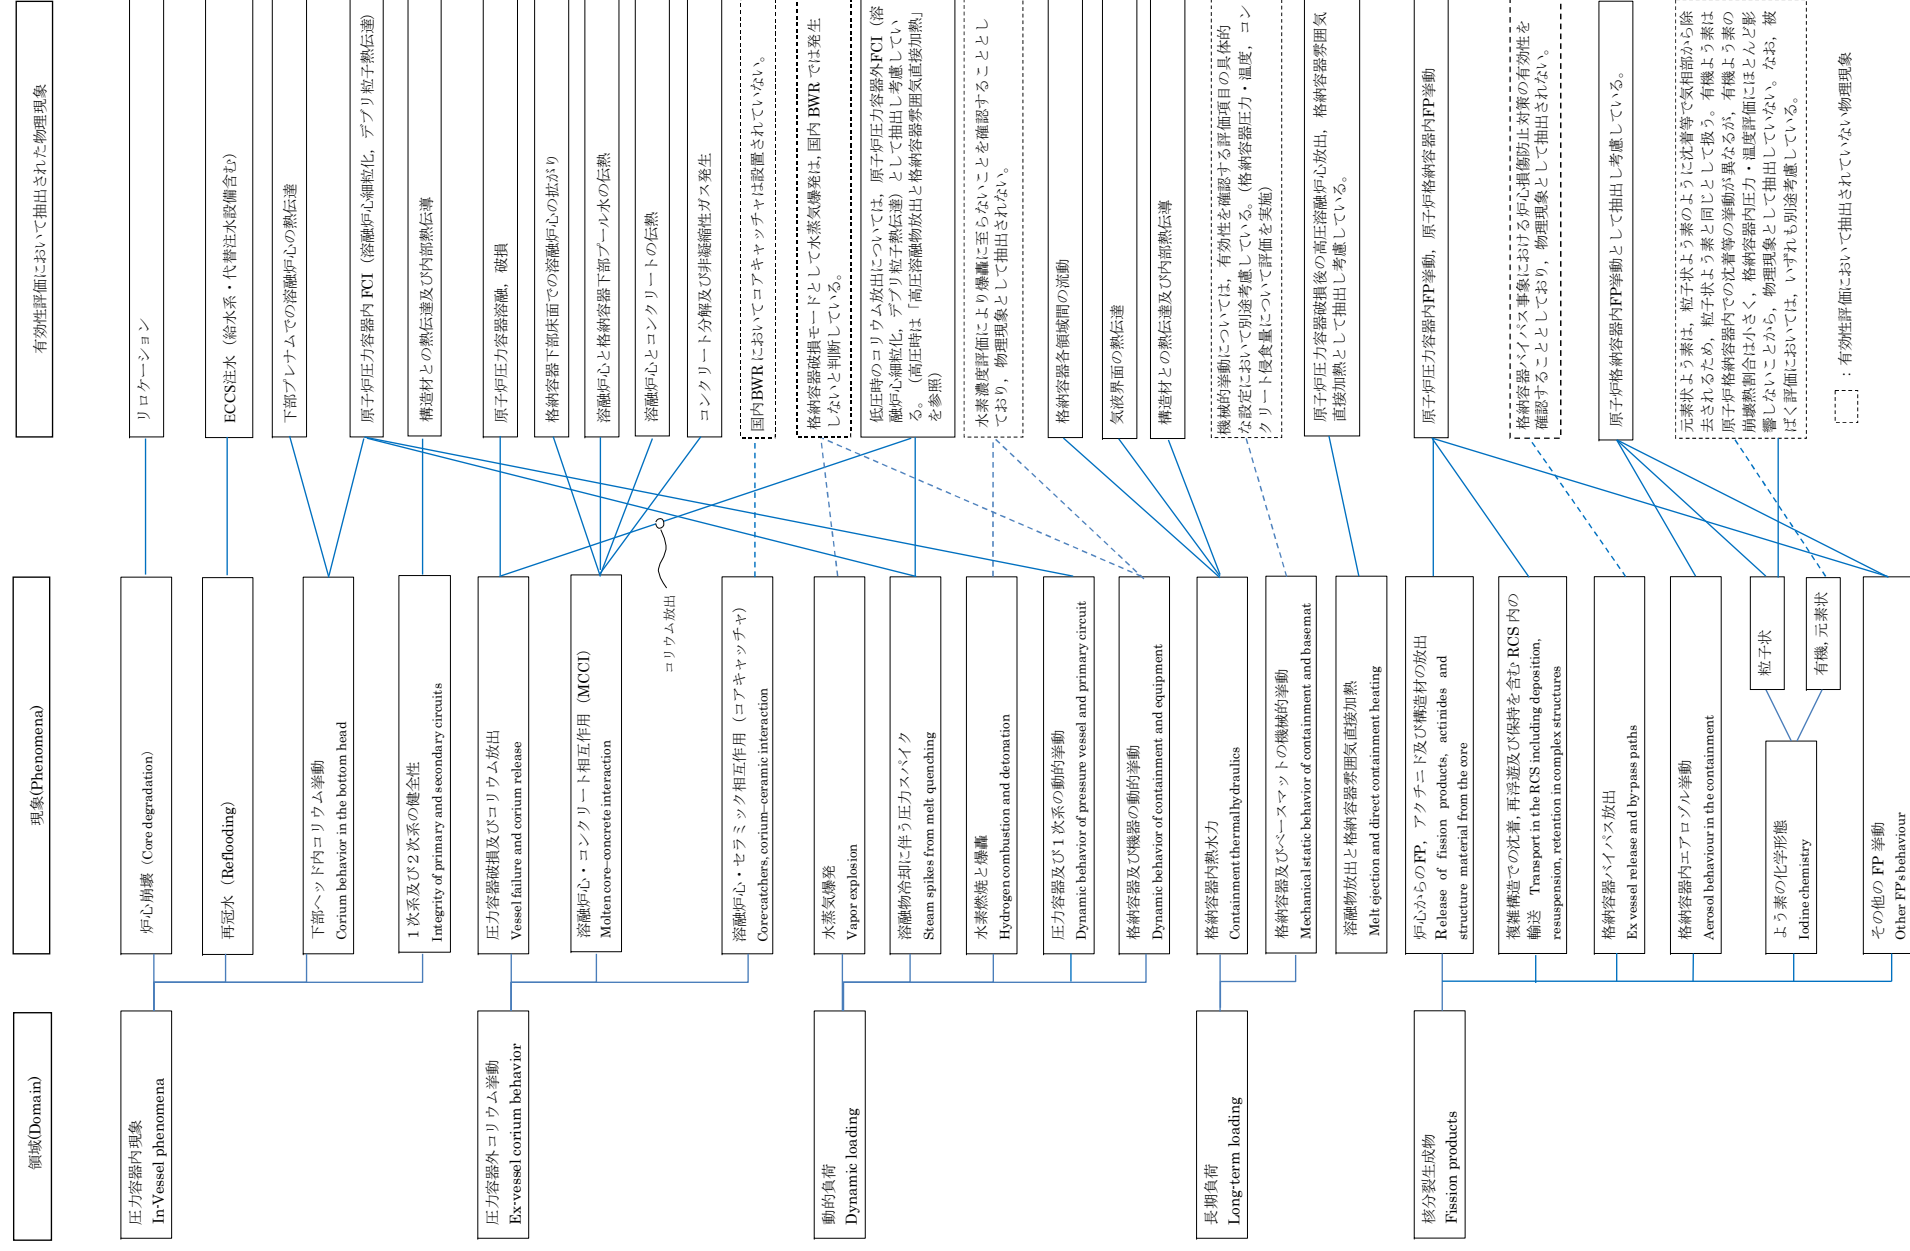 領域(Domain)
圧力容器内現象
In-Vessel phenomena
圧力容器外コリウム挙動
Ex-vessel corium behavior
動的負荷
Dynamic loading
長期負荷
Long-term loading
核分裂生成物
Fission products
現象(Phenomena)
炉心崩壊（Core degradation）
再冠水（Reflooding）
下部ヘッド内コリウム挙動
Corium behavior in the bottom head
１次系及び２次系の健全性
Integrity of primary and secondary circuits
圧力容器破損及びコリウム放出
Vessel failure and corium release
溶融炉心・コンクリート相互作用（MCCI）
Molten core-concrete interaction
溶融炉心・セラミック相互作用（コアキャッチャ）
Core-catchers, corium-ceramic interaction
水蒸気爆発
Vapor explosion
溶融物冷却に伴う圧力スパイク
Steam spikes from melt quenching
水素燃焼と爆轟
Hydrogen combustion and detonation
圧力容器及び１次系の動的挙動
Dynamic behavior of pressure vessel and primary circuit
格納容器及び機器の動的挙動
Dynamic behavior of containment and equipment
格納容器内熱水力
Containment thermalhydraulics
格納容器及びベースマットの機械的挙動
Mechanical static behavior of containment and basemat
溶融物放出と格納容器雰囲気直接加熱
Melt ejection and direct containment heating
炉心からのFP，アクチニド及び構造材の放出
Release of fission products, actinides and
structure material from the core
複雑構造での沈着，再浮遊及び保持を含む RCS 内の
輸送　Transport in the RCS including deposition,
resuspension, retention in complex structures
格納容器バイパス放出
Ex vessel release and by-pass paths
格納容器内エアロゾル挙動
Aerosol behaviour in the containment
よう素の化学形態
Iodine chemistry
その他の FP 挙動
Other FPs behaviour
粒子状
有機, 元素状
コリウム放出
有効性評価において抽出された物理現象
リロケーション
ECCS注水（給水系・代替注水設備含む）
下部プレナムでの溶融炉心の熱伝達
原子炉圧力容器内 FCI（溶融炉心細粒化，デブリ粒子熱伝達）
構造材との熱伝達及び内部熱伝導
原子炉圧力容器溶融，破損
格納容器下部床面での溶融炉心の拡がり
溶融炉心と格納容器下部プール水の伝熱
溶融炉心とコンクリートの伝熱
コンクリート分解及び非凝縮性ガス発生
国内BWRにおいてコアキャッチャは設置されていない。
格納容器破損モードとして水蒸気爆発は，国内 BWR では発生
しないと判断している。
低圧時のコリウム放出については，原子炉圧力容器外FCI（溶
融炉心細粒化，デブリ粒子熱伝達）として抽出し考慮してい
る。（高圧時は「高圧溶融物放出と格納容器雰囲気直接加熱」
を参照）
水素濃度評価により爆轟に至らないことを確認することとし
ており，物理現象として抽出されない。
格納容器各領域間の流動
気液界面の熱伝達
構造材との熱伝達及び内部熱伝導
機械的挙動については，有効性を確認する評価項目の具体的
な設定において別途考慮している。（格納容器圧力・温度，コン
クリート侵食量について評価を実施）
原子炉圧力容器破損後の高圧溶融炉心放出，格納容器雰囲気
直接加熱として抽出し考慮している。
原子炉圧力容器内FP挙動，原子炉格納容器内FP挙動
格納容器バイパス事象における炉心損傷防止対策の有効性を
確認することとしており，物理現象として抽出されない。
原子炉格納容器内FP挙動として抽出し考慮している。
元素状よう素は，粒子状よう素のように沈着等で気相部から除
去されるため，粒子状よう素と同じとして扱う。有機よう素は
原子炉格納容器内での沈着等の挙動が異なるが，有機よう素の
崩壊熱割合は小さく，格納容器内圧力・温度評価にほとんど影
響しないことから，物理現象として抽出していない。なお，被
ばく評価においては，いずれも別途考慮している。
：有効性評価において抽出されていない物理現象